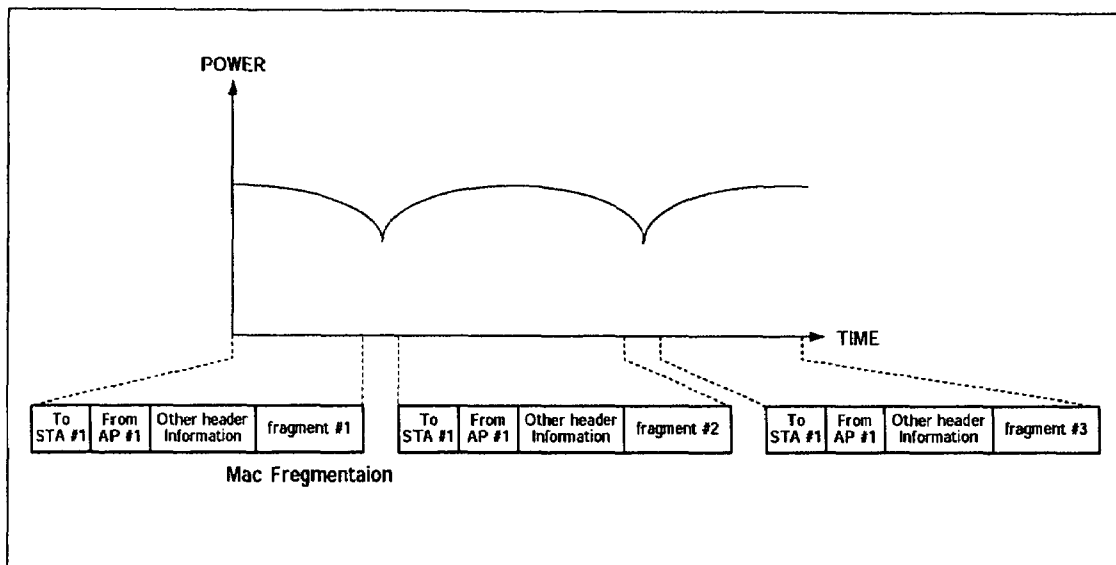 POWER
TIME
To
STA #1
From
AP #1
Other header
Information
fragment #1
To
STA #1
From
AP #1
Other header
Information
fragment #2
To
STA #1
From
AP #1
Other header
Information
fragment #3
Mac Fregmentaion